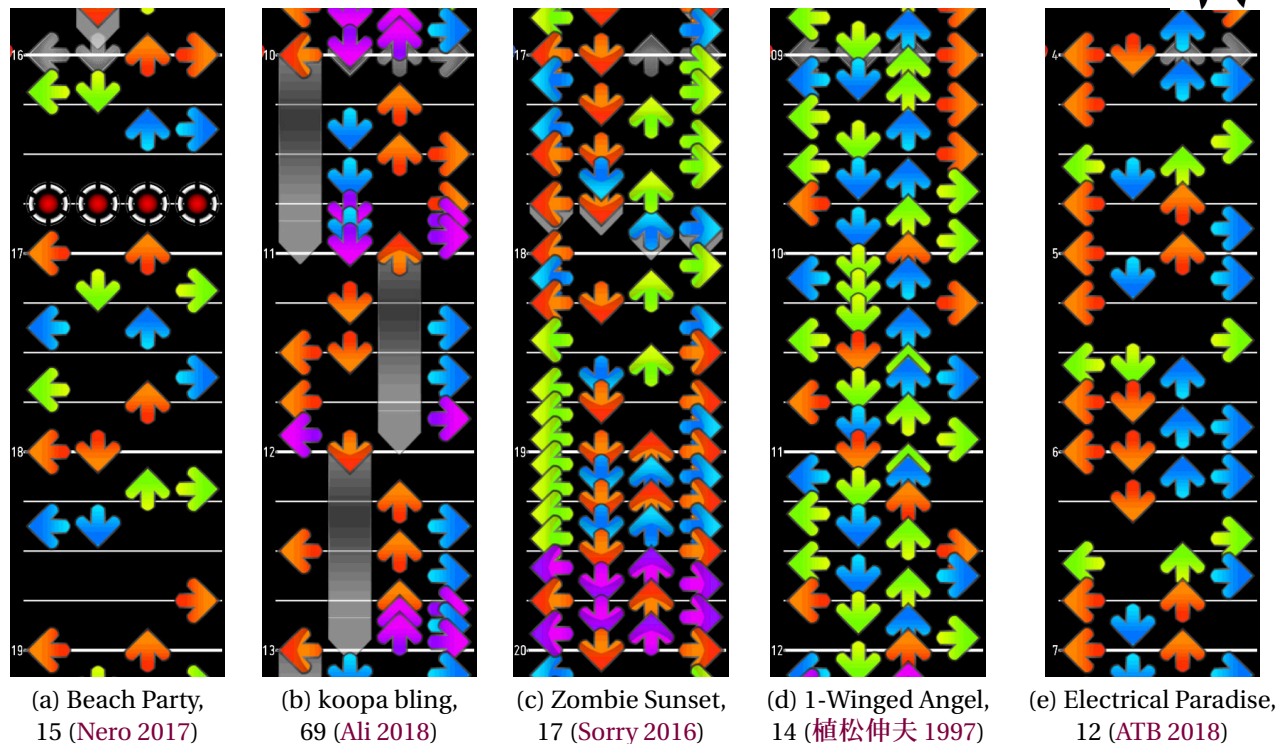 16
17
18
19
10
11
12
13
17
18
19
20
9
10
11
12
4
5
6
7
(a) Beach Party,
15 (Nero 2017)
(b) koopa bling,
69 (Ali 2018)
(c) Zombie Sunset,
17 (Sorry 2016)
(d) 1-Winged Angel,
14 (植松伸夫 1997)
(e) Electrical Paradise,
12 (ATB 2018)